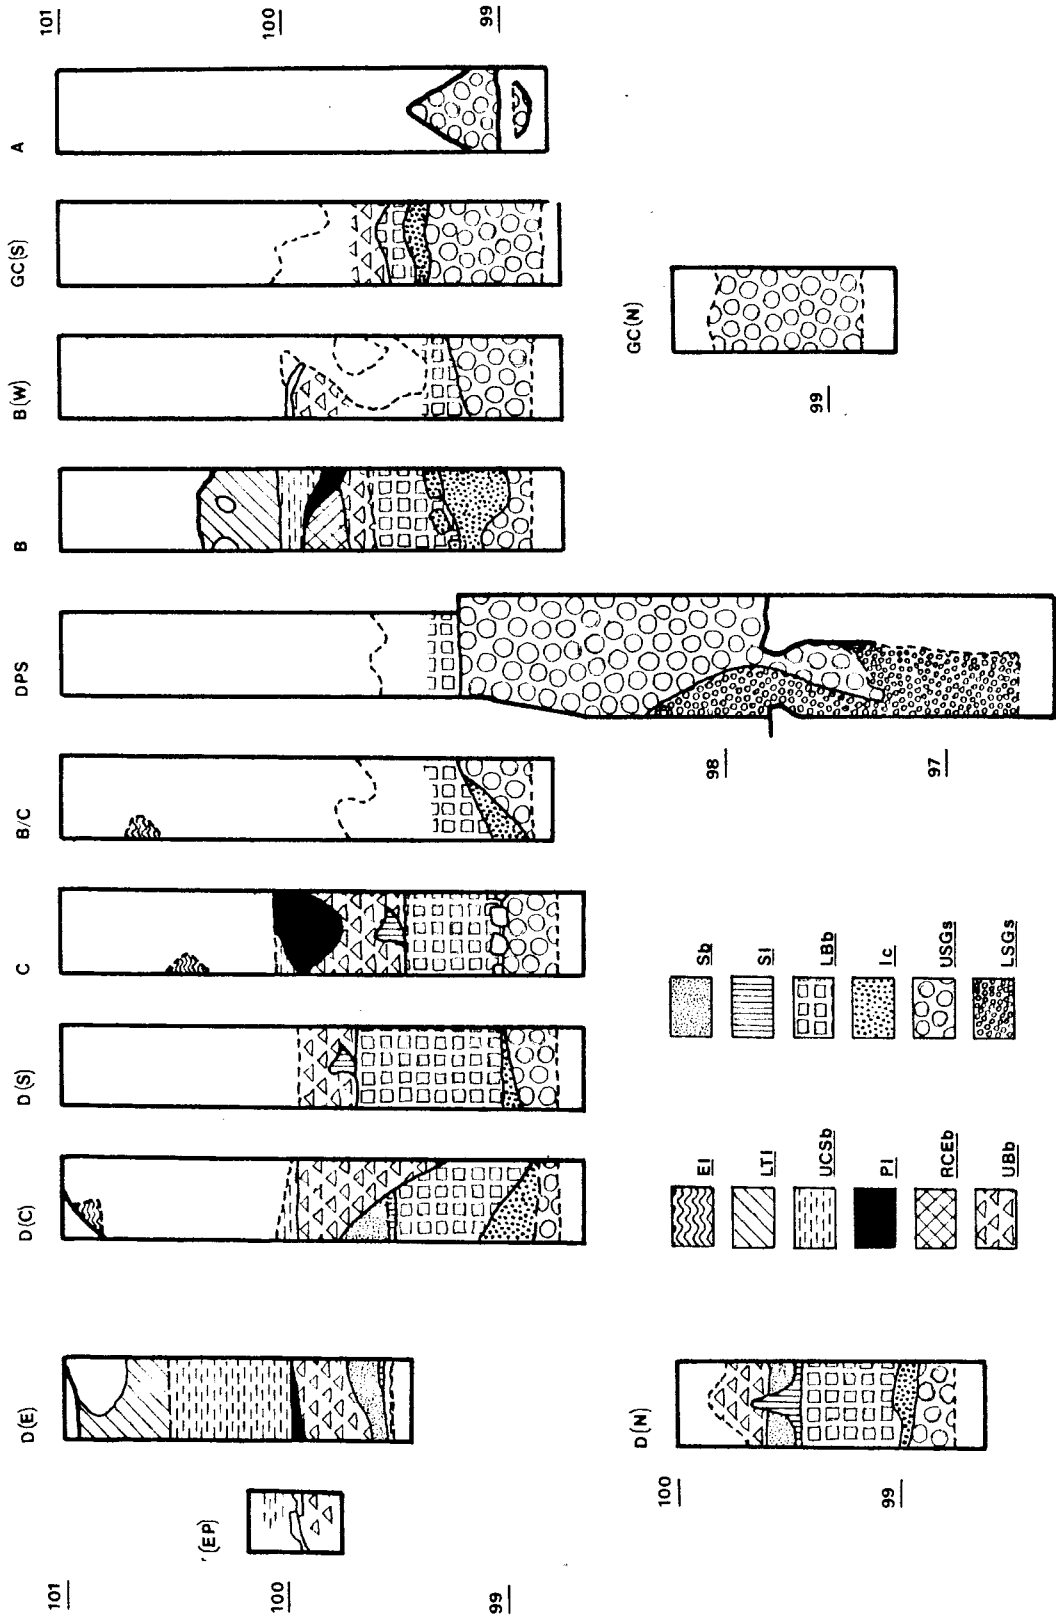 101
100
99
A
GC(S)
B(W)
B
DPS
B/C
C
D(S)
D(C)
D(E)
(EP)
101
100
99
GC(N)
99
98
97
D(N)
100
99
El
LTl
UCSb
Pl
RCEb
UBb
Sb
Sl
LBb
Ic
USGs
LSGs